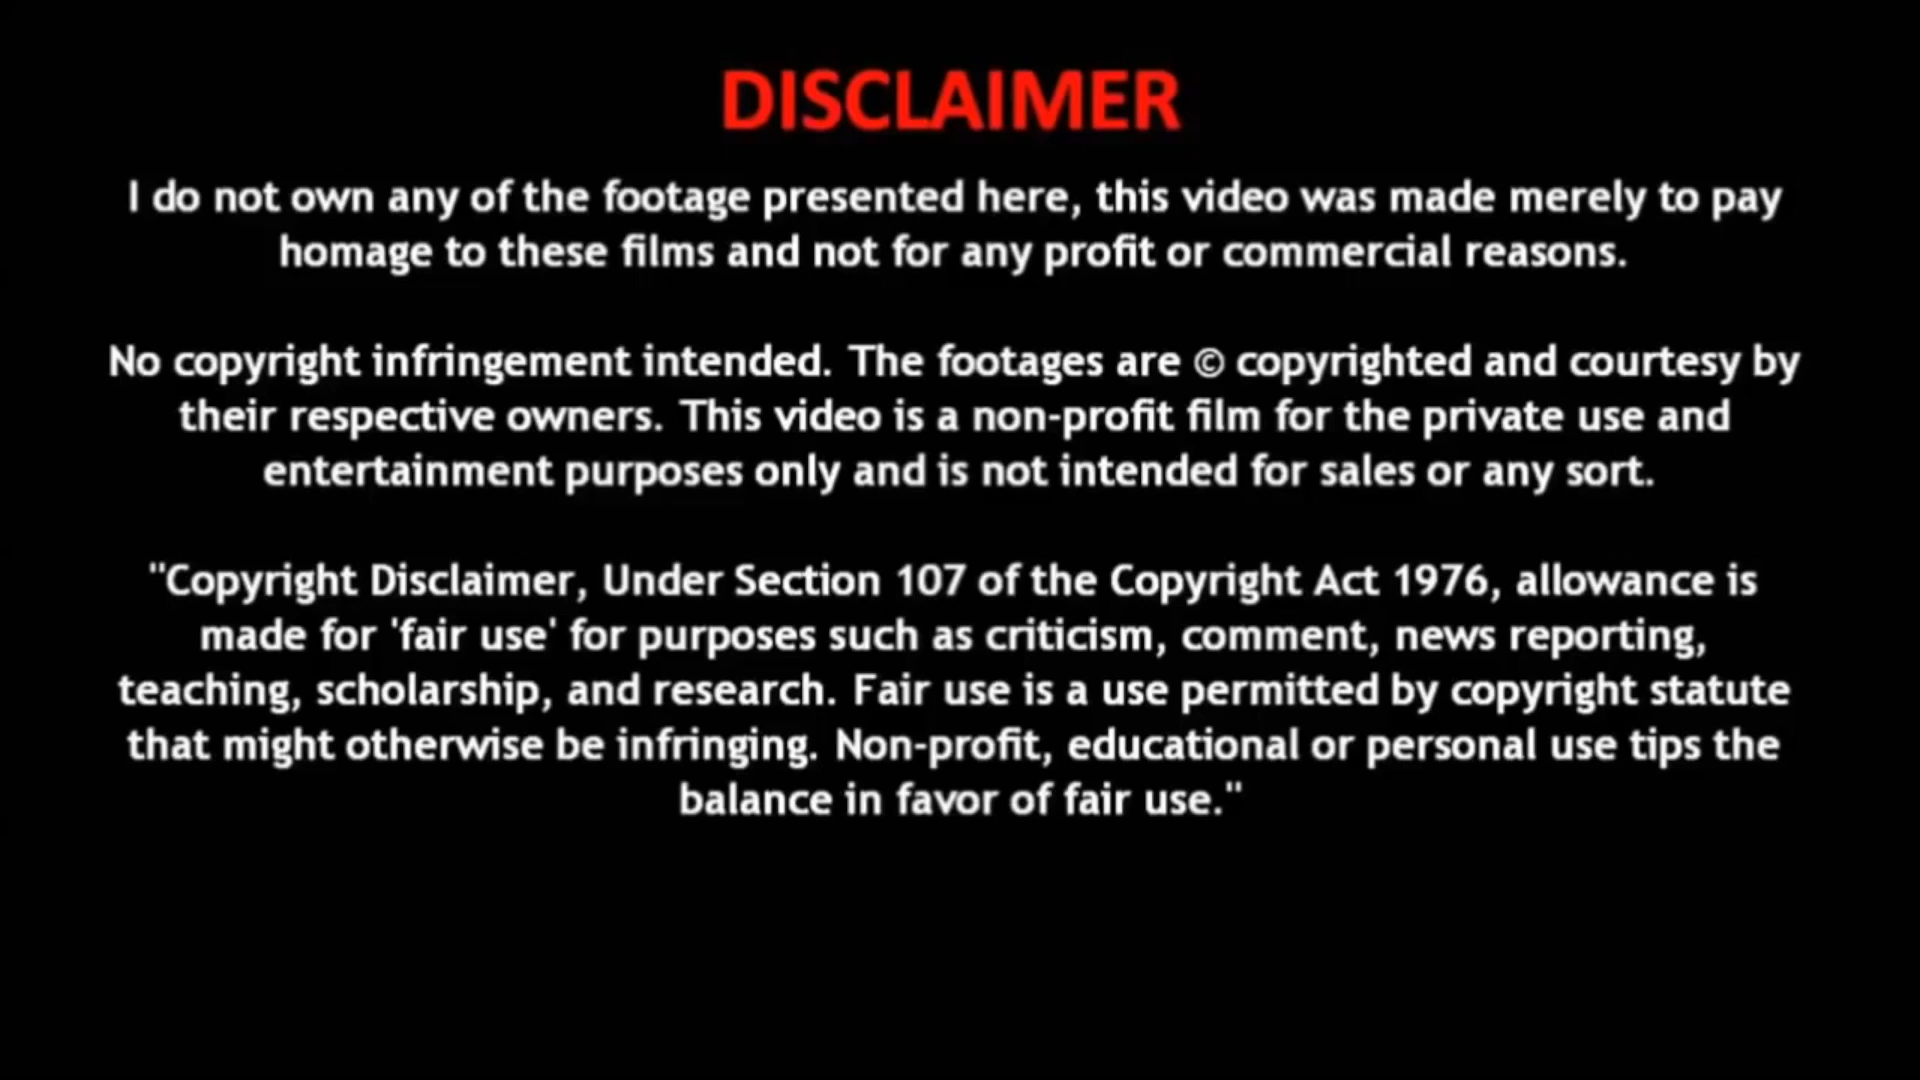 DISCLAIMER
I do not own any of the footage presented here, this video was made merely to pay
homage to these films and not for any profit or commercial reasons.
No copyright infringement intended. The footages are © copyrighted and courtesy by
their respective owners. This video is a non-profit film for the private use and
entertainment purposes only and is not intended for sales or any sort.
"Copyright Disclaimer, Under Section 107 of the Copyright Act 1976, allowance is
made for 'fair use' for purposes such as criticism, comment, news reporting,
teaching, scholarship, and research. Fair use is a use permitted by copyright statute
that might otherwise be infringing. Non-profit, educational or personal use tips the
balance in favor of fair use."